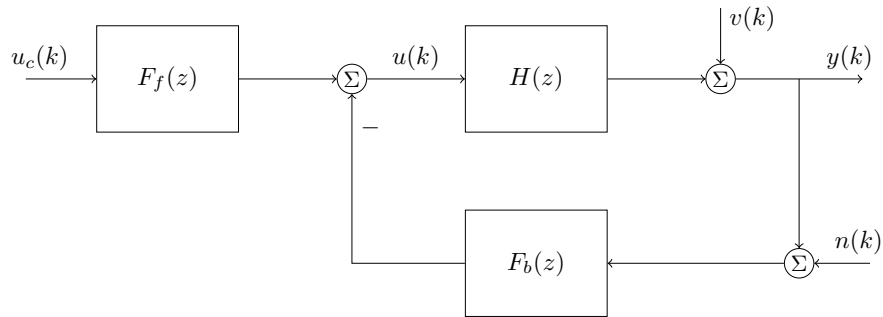 v(k)
u_c(k)
F_f(z)
Σ
u(k)
H(z)
Σ
y(k)
−
F_b(z)
Σ
n(k)